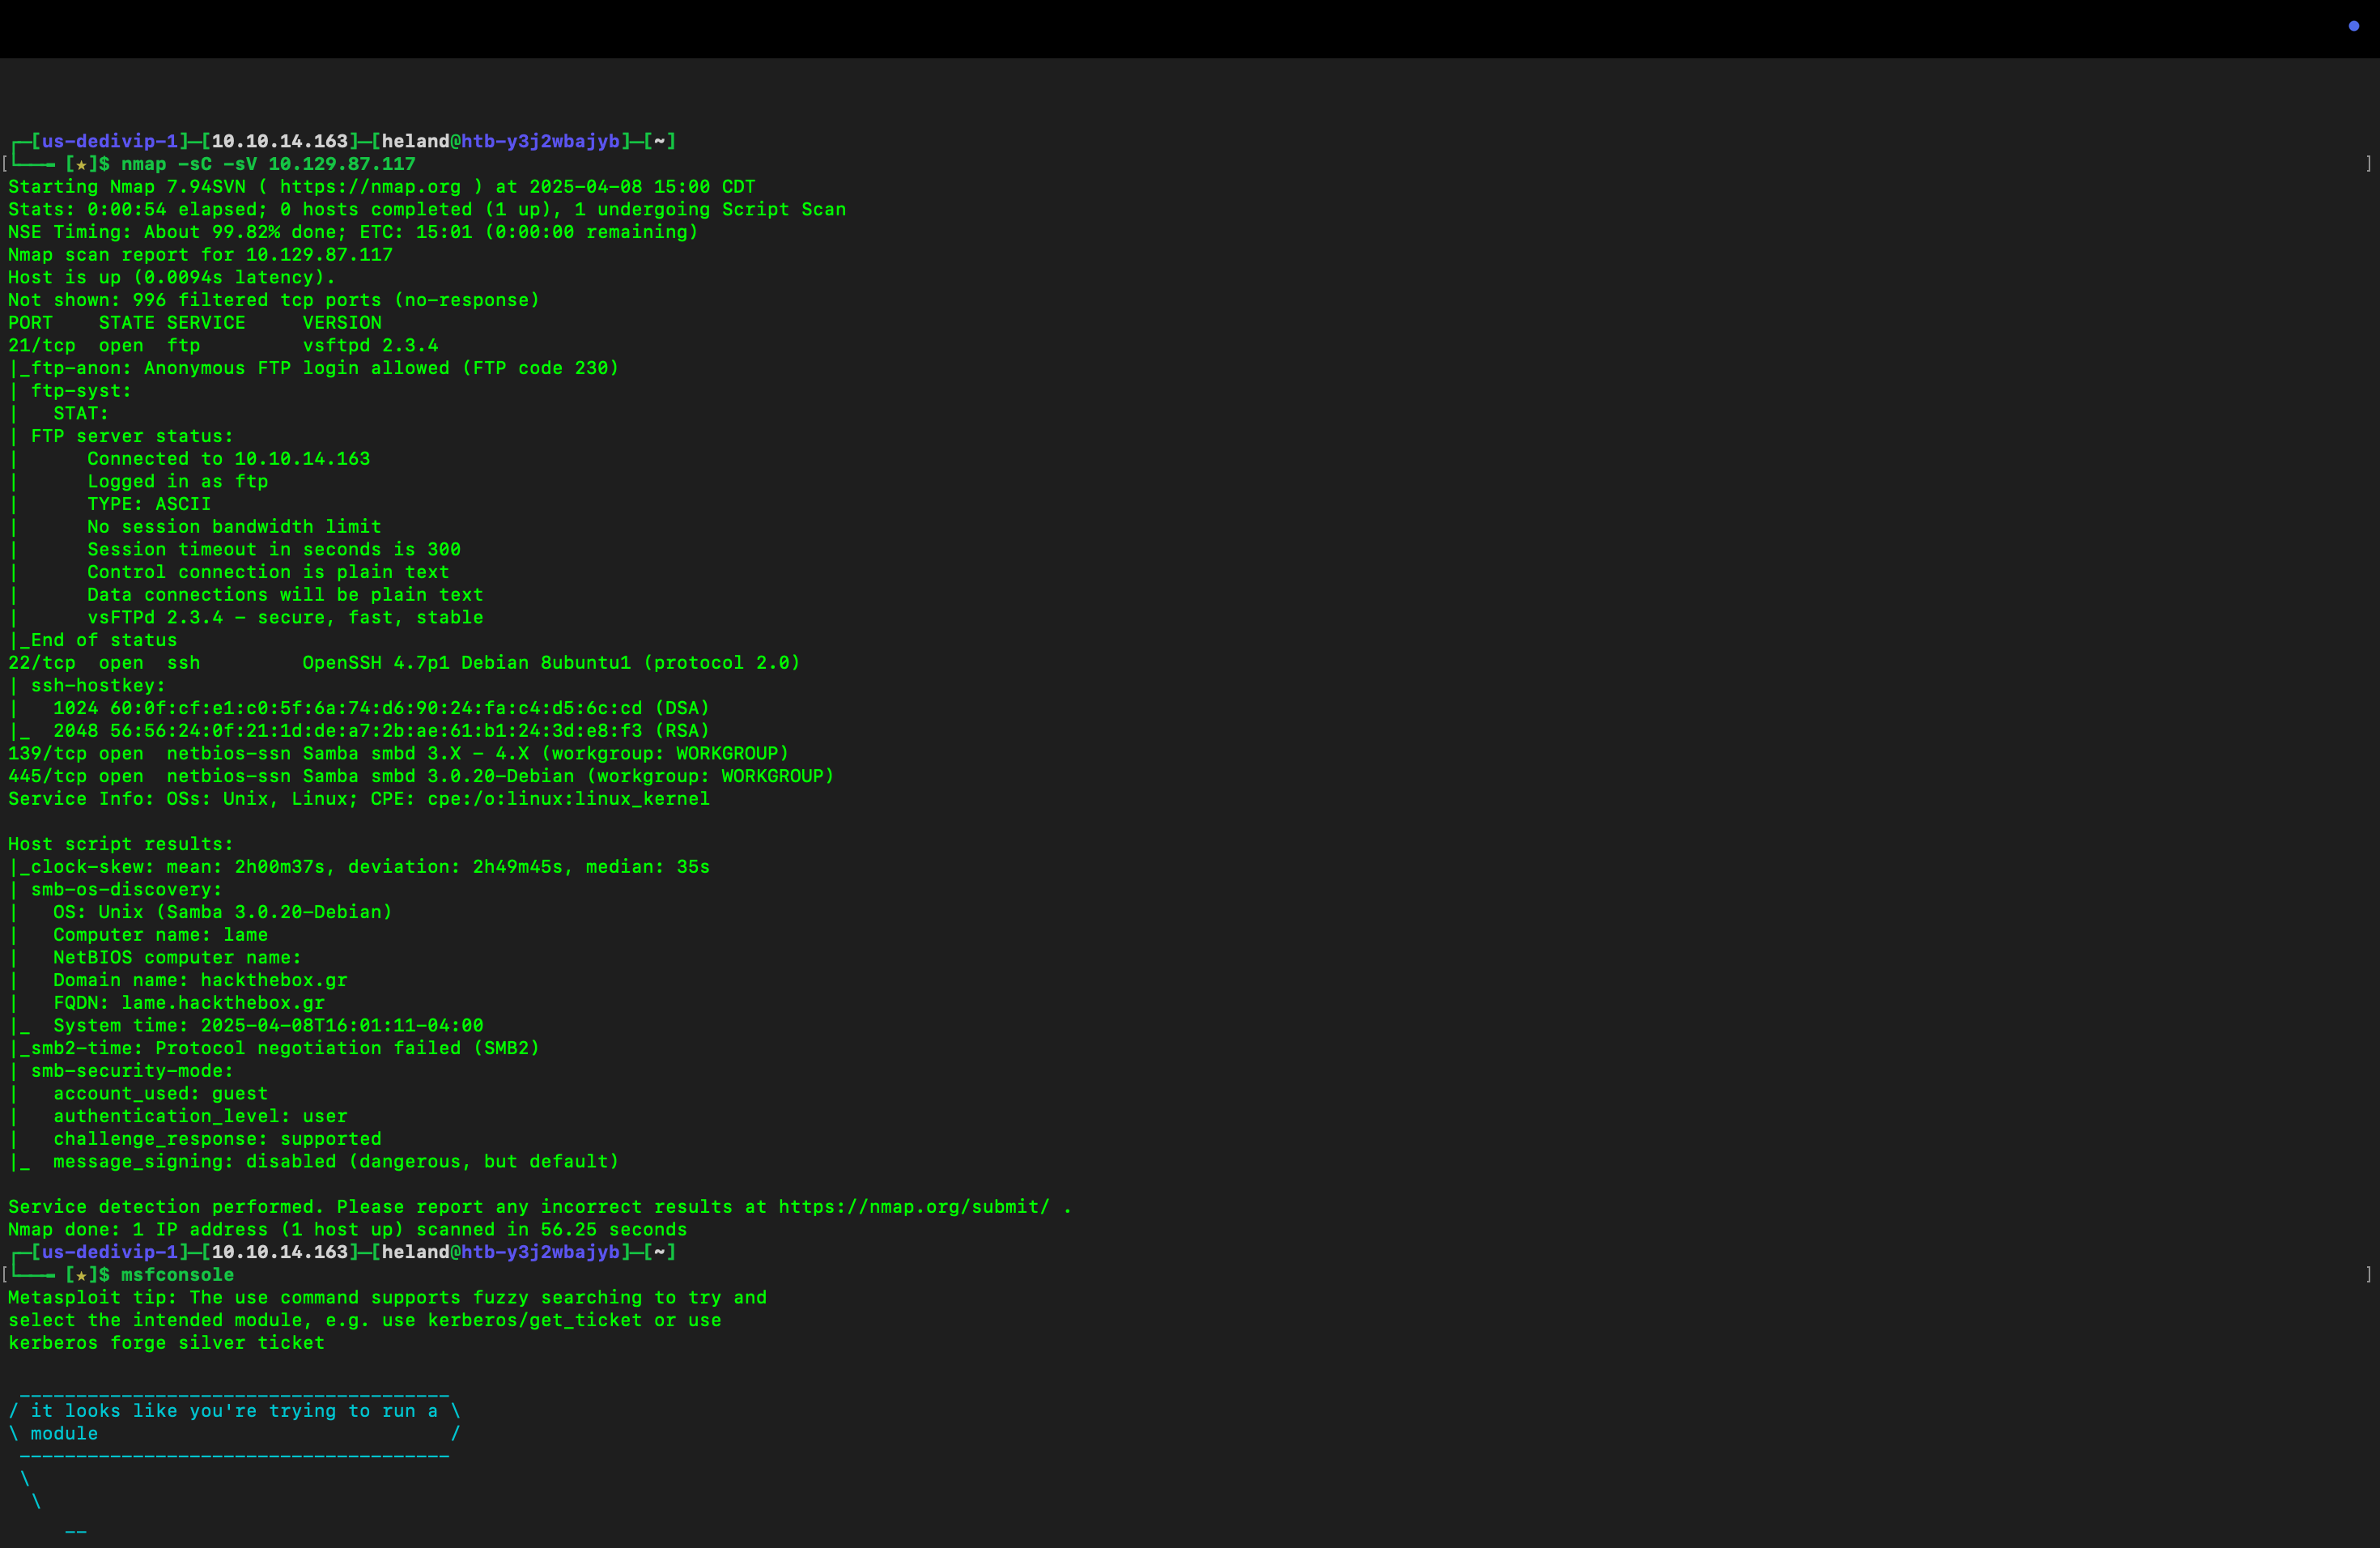 ┌─[us-dedivip-1]─[10.10.14.163]─[heland@htb-y3j2wbajyb]─[~]
[└──╼ [★]$ nmap -sC -sV 10.129.87.117 ]
Starting Nmap 7.94SVN ( https://nmap.org ) at 2025-04-08 15:00 CDT
Stats: 0:00:54 elapsed; 0 hosts completed (1 up), 1 undergoing Script Scan
NSE Timing: About 99.82% done; ETC: 15:01 (0:00:00 remaining)
Nmap scan report for 10.129.87.117
Host is up (0.0094s latency).
Not shown: 996 filtered tcp ports (no-response)
PORT    STATE SERVICE     VERSION
21/tcp  open  ftp         vsftpd 2.3.4
|_ftp-anon: Anonymous FTP login allowed (FTP code 230)
| ftp-syst:
|   STAT:
| FTP server status:
|      Connected to 10.10.14.163
|      Logged in as ftp
|      TYPE: ASCII
|      No session bandwidth limit
|      Session timeout in seconds is 300
|      Control connection is plain text
|      Data connections will be plain text
|      vsFTPd 2.3.4 - secure, fast, stable
|_End of status
22/tcp  open  ssh         OpenSSH 4.7p1 Debian 8ubuntu1 (protocol 2.0)
| ssh-hostkey:
|   1024 60:0f:cf:e1:c0:5f:6a:74:d6:90:24:fa:c4:d5:6c:cd (DSA)
|_  2048 56:56:24:0f:21:1d:de:a7:2b:ae:61:b1:24:3d:e8:f3 (RSA)
139/tcp open  netbios-ssn Samba smbd 3.X - 4.X (workgroup: WORKGROUP)
445/tcp open  netbios-ssn Samba smbd 3.0.20-Debian (workgroup: WORKGROUP)
Service Info: OSs: Unix, Linux; CPE: cpe:/o:linux:linux_kernel

Host script results:
|_clock-skew: mean: 2h00m37s, deviation: 2h49m45s, median: 35s
| smb-os-discovery:
|   OS: Unix (Samba 3.0.20-Debian)
|   Computer name: lame
|   NetBIOS computer name:
|   Domain name: hackthebox.gr
|   FQDN: lame.hackthebox.gr
|_  System time: 2025-04-08T16:01:11-04:00
|_smb2-time: Protocol negotiation failed (SMB2)
| smb-security-mode:
|   account_used: guest
|   authentication_level: user
|   challenge_response: supported
|_  message_signing: disabled (dangerous, but default)

Service detection performed. Please report any incorrect results at https://nmap.org/submit/ .
Nmap done: 1 IP address (1 host up) scanned in 56.25 seconds
┌─[us-dedivip-1]─[10.10.14.163]─[heland@htb-y3j2wbajyb]─[~]
[└──╼ [★]$ msfconsole ]
Metasploit tip: The use command supports fuzzy searching to try and
select the intended module, e.g. use kerberos/get_ticket or use
kerberos forge silver ticket

 ______________________________________
/ it looks like you're trying to run a \
\ module                               /
 --------------------------------------
 \
  \
     __